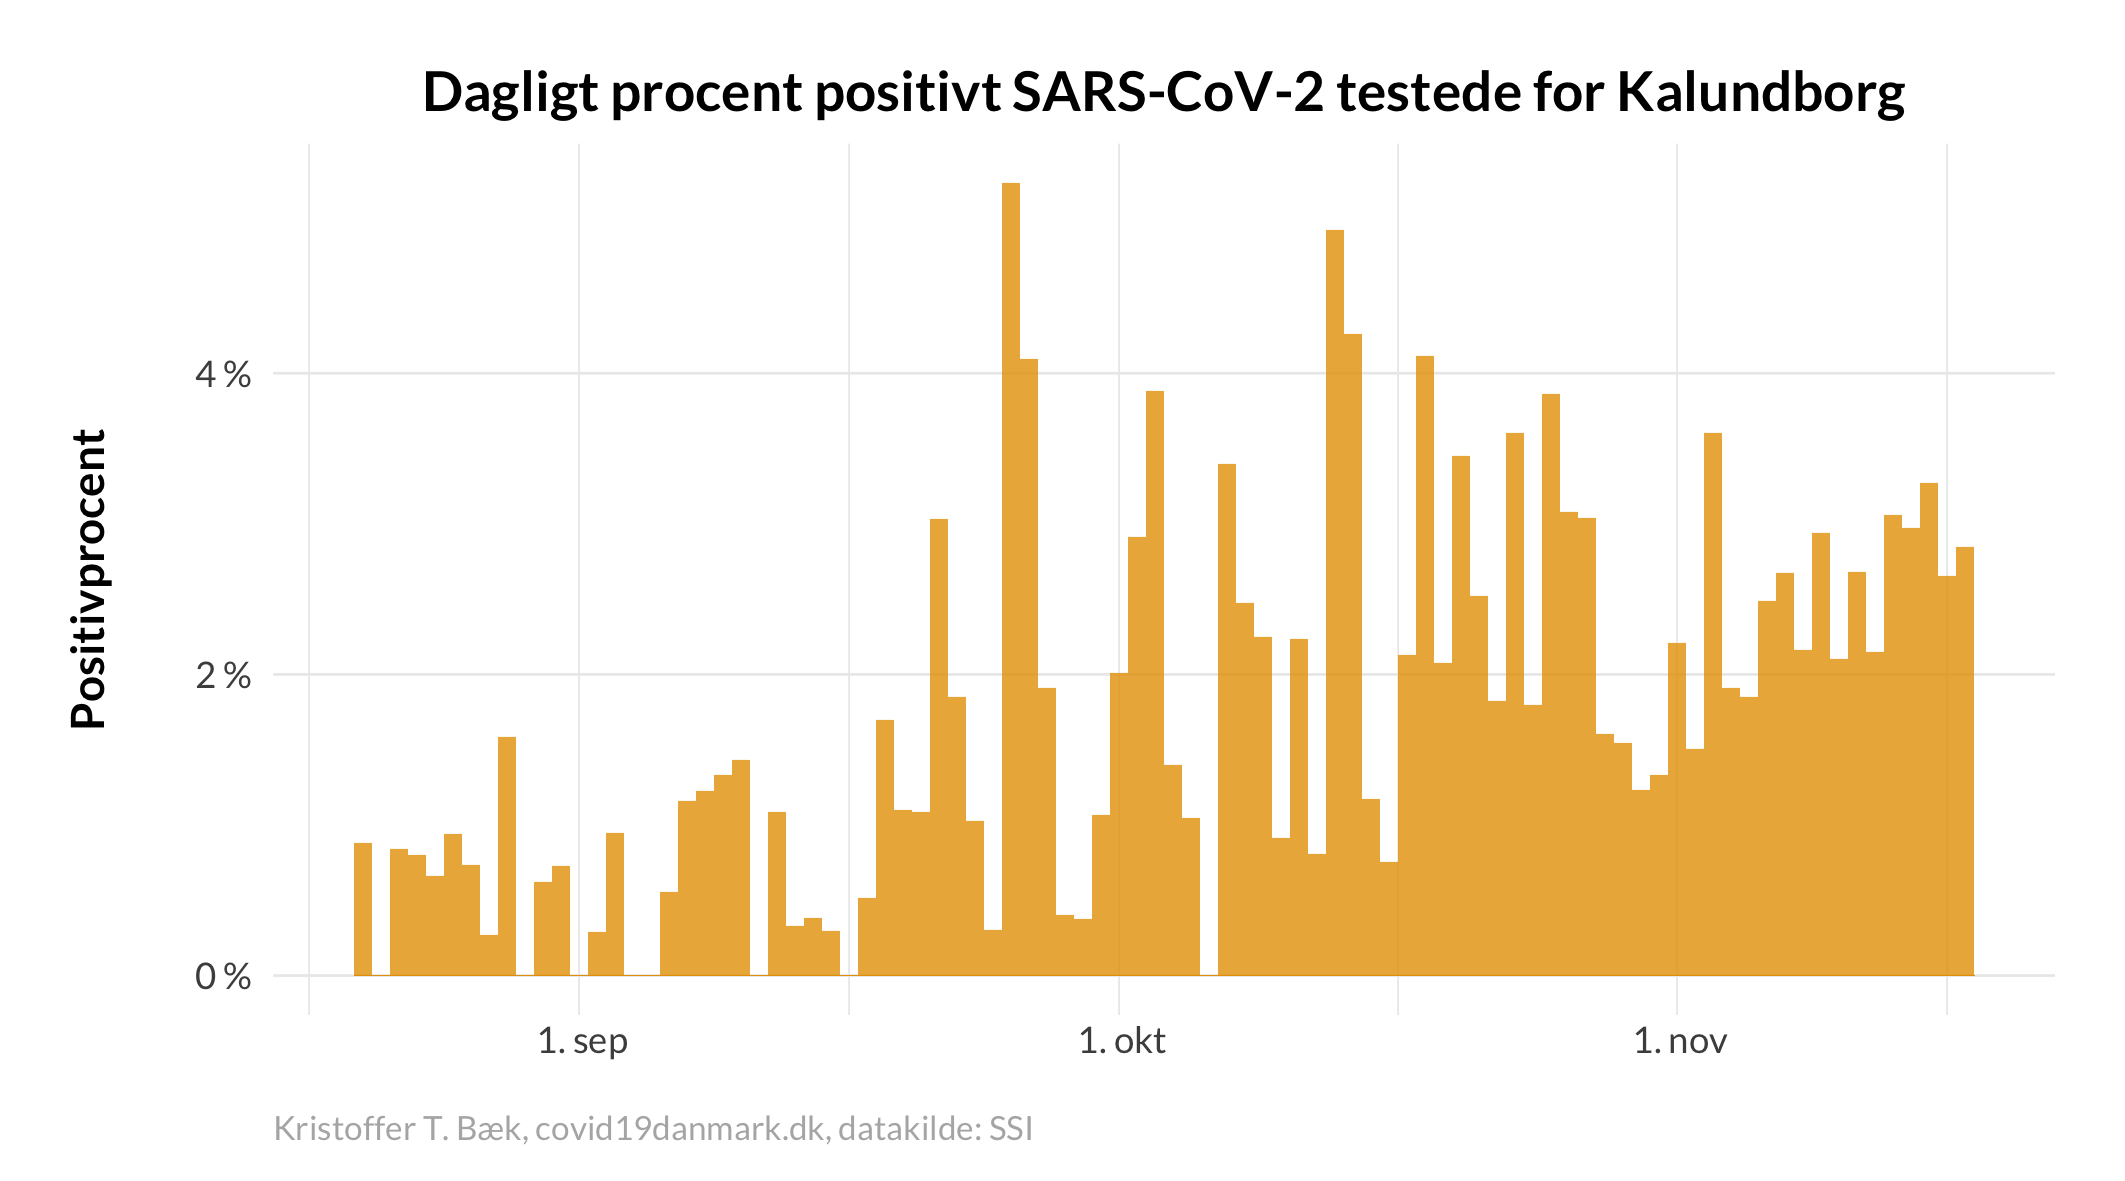 Dagligt procent positivt SARS-CoV-2 testede for Kalundborg
Positivprocent
4 %
2 %
0 %
1. sep
1. okt
1. nov
Kristoffer T. Bæk, covid19danmark.dk, datakilde: SSI